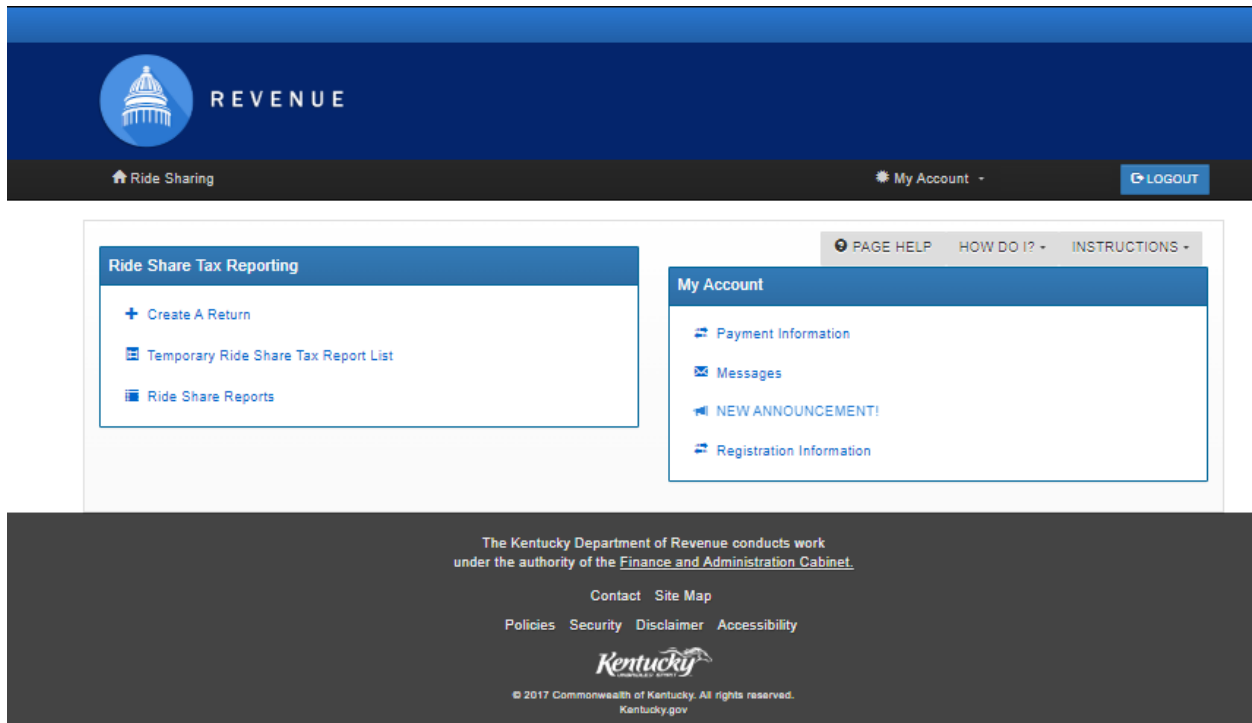 REVENUE
Ride Sharing
My Account
LOGOUT
PAGE HELP HOW DO I? INSTRUCTIONS
Ride Share Tax Reporting
Create A Return
Temporary Ride Share Tax Report List
Ride Share Reports
My Account
Payment Information
Messages
NEW ANNOUNCEMENT!
Registration Information
The Kentucky Department of Revenue conducts work
under the authority of the Finance and Administration Cabinet.
Contact Site Map
Policies Security Disclaimer Accessibility
Kentucky
UNBRIDLED SPIRIT
© 2017 Commonwealth of Kentucky. All rights reserved.
Kentucky.gov